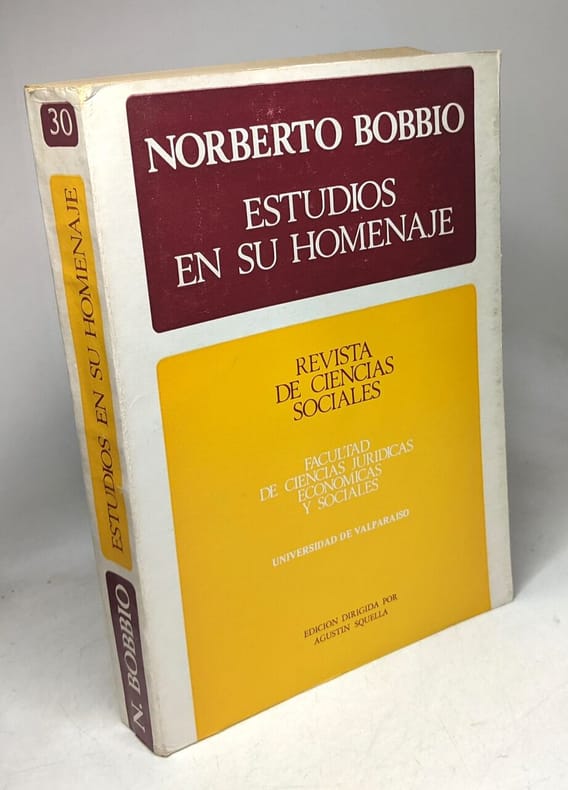 30
ESTUDIOS EN SU HOMENAJE
N. BOBBIO
NORBERTO BOBBIO
ESTUDIOS
EN SU HOMENAJE
REVISTA
DE CIENCIAS
SOCIALES
FACULTAD
DE CIENCIAS JURIDICAS
ECONOMICAS
Y SOCIALES
UNIVERSIDAD DE VALPARAISO
EDICION DIRIGIDA POR
AGUSTIN SQUELLA